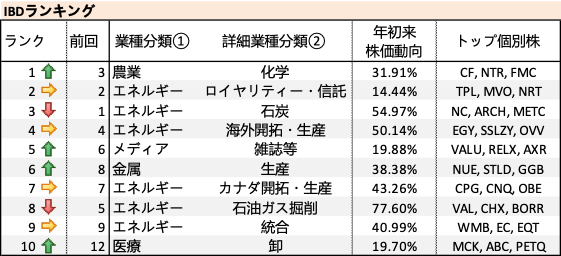 IBDランキング
ランク 前回 業種分類① 詳細業種分類② 年初来株価動向 トップ個別株
1 3 農業 化学 31.91% CF, NTR, FMC
2 2 エネルギー ロイヤリティー・信託 14.44% TPL, MVO, NRT
3 1 エネルギー 石炭 54.97% NC, ARCH, METC
4 4 エネルギー 海外開拓・生産 50.14% EGY, SSLZY, OVV
5 6 メディア 雑誌等 19.88% VALU, RELX, AXR
6 8 金属 生産 38.38% NUE, STLD, GGB
7 7 エネルギー カナダ開拓・生産 43.26% CPG, CNQ, OBE
8 5 エネルギー 石油ガス掘削 77.60% VAL, CHX, BORR
9 9 エネルギー 統合 40.99% WMB, EC, EQT
10 12 医療 卸 19.70% MCK, ABC, PETQ